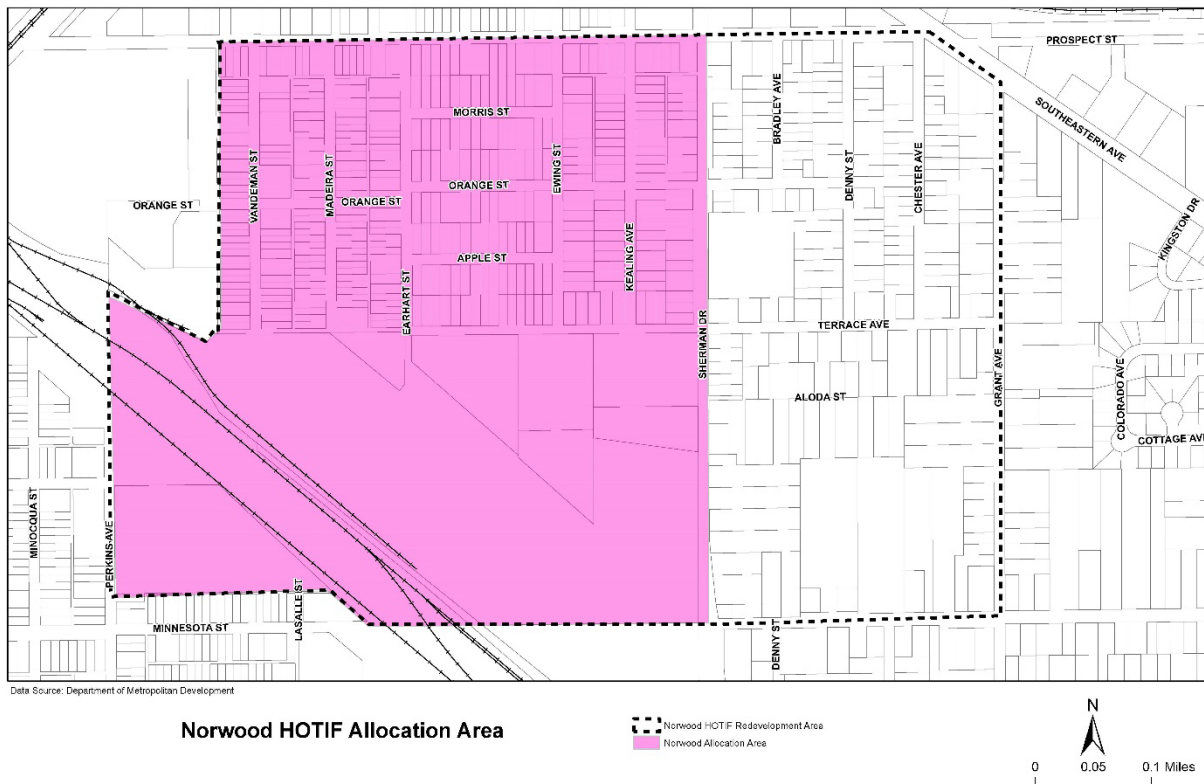 PROSPECT ST
SOUTHEASTERN AVE
BRADLEY AVE
MORRIS ST
DENNY ST
CHESTER AVE
EWING ST
VANDEMAN ST
MADEIRA ST
ORANGE ST
ORANGE ST
ORANGE ST
KINGSTON DR
KEALING AVE
APPLE ST
EARHART ST
SHERMAN DR
TERRACE AVE
GRANT AVE
ALODA ST
COLORADO AVE
COTTAGE AVE
MINOCQUA ST
PERKINS AVE
LASALLE ST
MINNESOTA ST
DENNY ST
Data Source: Department of Metropolitan Development
Norwood HOTIF Allocation Area
Norwood HOTIF Redevelopment Area
Norwood Allocation Area
N
0 0.05 0.1 Miles